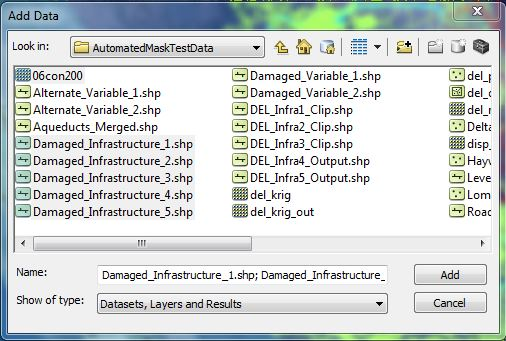 Add Data
Look in: AutomatedMaskTestData
06con200
Alternate_Variable_1.shp
Alternate_Variable_2.shp
Aqueducts_Merged.shp
Damaged_Infrastructure_1.shp
Damaged_Infrastructure_2.shp
Damaged_Infrastructure_3.shp
Damaged_Infrastructure_4.shp
Damaged_Infrastructure_5.shp
Damaged_Variable_1.shp
Damaged_Variable_2.shp
DEL_Infra1_Clip.shp
DEL_Infra2_Clip.shp
DEL_Infra3_Clip.shp
DEL_Infra4_Output.shp
DEL_Infra5_Output.shp
del_krig
del_krig_out
del_p
del_c
del_n
Delta
disp_
Hayv
Leve
Lom
Road
Name: Damaged_Infrastructure_1.shp; Damaged_Infrastructure_ Add
Show of type: Datasets, Layers and Results Cancel